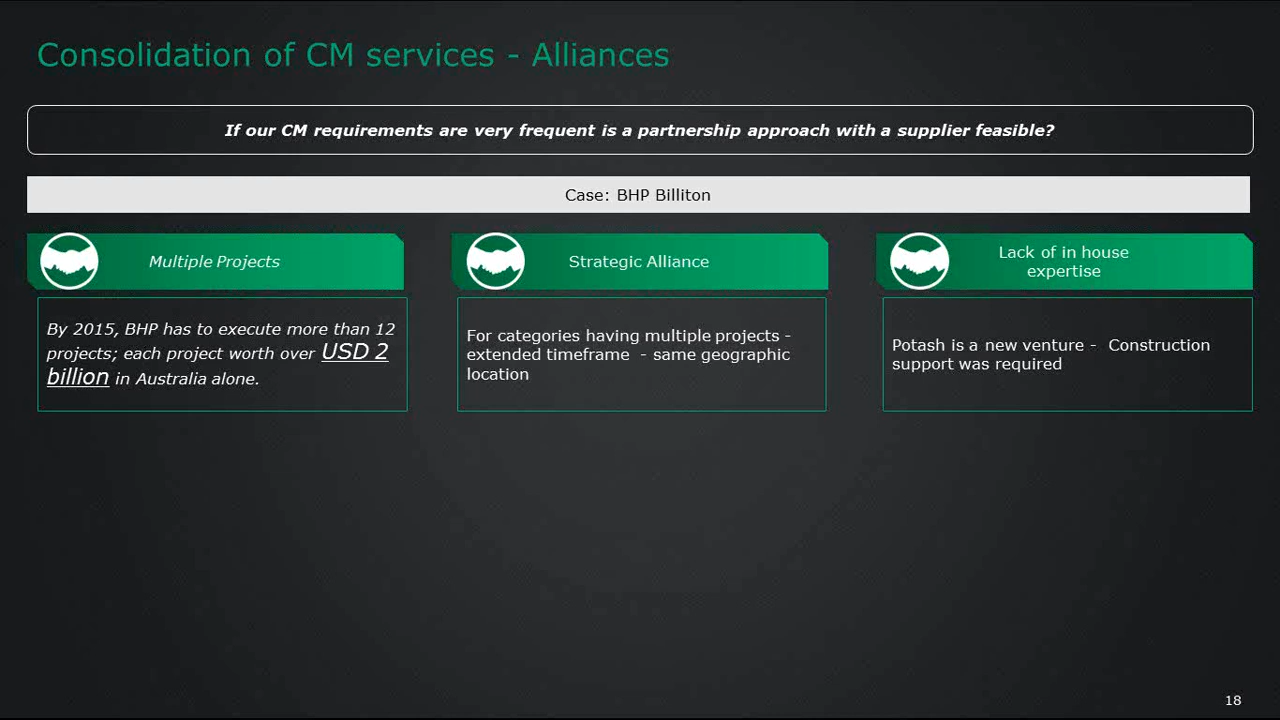 Consolidation of CM services - Alliances
If our CM requirements are very frequent is a partnership approach with a supplier feasible?
Case: BHP Billiton
Multiple Projects
By 2015, BHP has to execute more than 12
projects; each project worth over USD 2
billion in Australia alone.
Strategic Alliance
For categories having multiple projects -
extended timeframe - same geographic
location
Lack of in house
expertise
Potash is a new venture - Construction
support was required
18